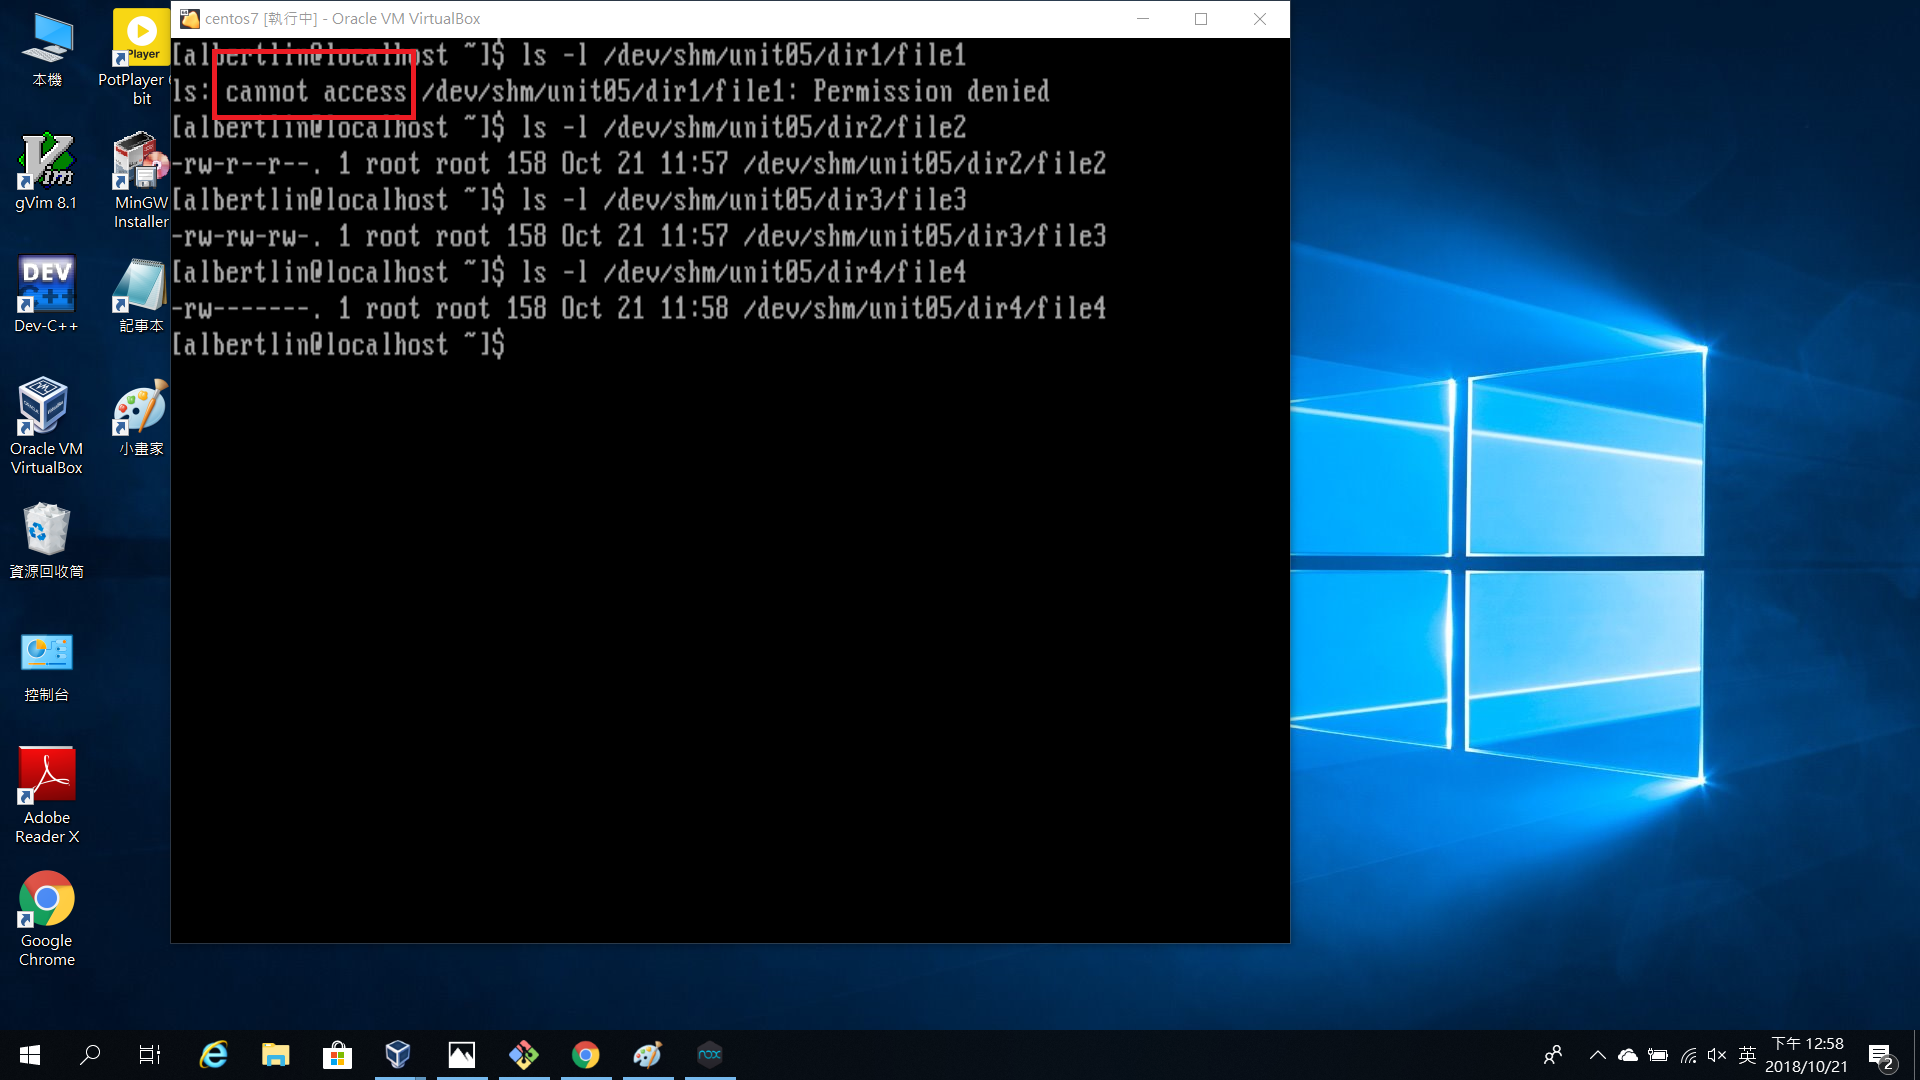 centos7 [執行中] - Oracle VM VirtualBox
[albertlin@localhost ~]$ ls -l /dev/shm/unit05/dir1/file1
ls: cannot access /dev/shm/unit05/dir1/file1: Permission denied
[albertlin@localhost ~]$ ls -l /dev/shm/unit05/dir2/file2
-rw-r--r--. 1 root root 158 Oct 21 11:57 /dev/shm/unit05/dir2/file2
[albertlin@localhost ~]$ ls -l /dev/shm/unit05/dir3/file3
-rw-rw-rw-. 1 root root 158 Oct 21 11:57 /dev/shm/unit05/dir3/file3
[albertlin@localhost ~]$ ls -l /dev/shm/unit05/dir4/file4
-rw-------. 1 root root 158 Oct 21 11:58 /dev/shm/unit05/dir4/file4
[albertlin@localhost ~]$
本機
Player
PotPlayer
bit
Vim
gVim 8.1
MinGW
Installer
DEV
C++
Dev-C++
記事本
Oracle VM
VirtualBox
小畫家
資源回收筒
控制台
Adobe
Reader X
Google
Chrome
nox
英
下午 12:58
2018/10/21
2